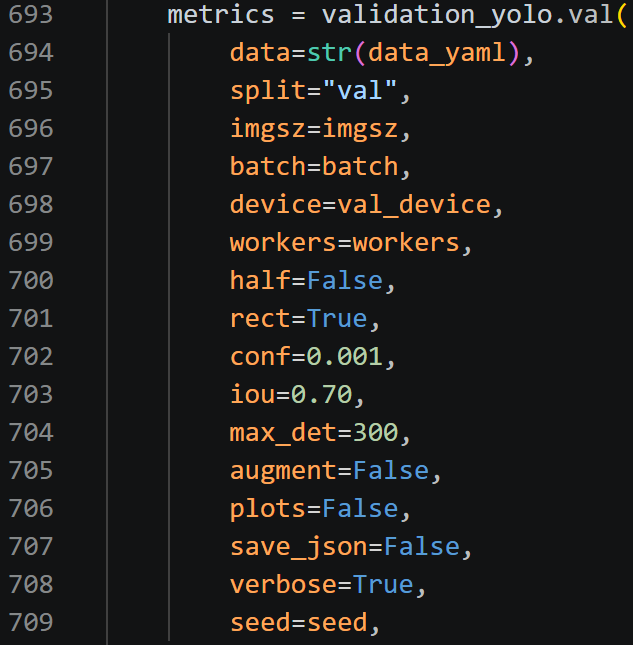 693 metrics = validation_yolo.val(
694 data=str(data_yaml),
695 split="val",
696 imgsz=imgsz,
697 batch=batch,
698 device=val_device,
699 workers=workers,
700 half=False,
701 rect=True,
702 conf=0.001,
703 iou=0.70,
704 max_det=300,
705 augment=False,
706 plots=False,
707 save_json=False,
708 verbose=True,
709 seed=seed,